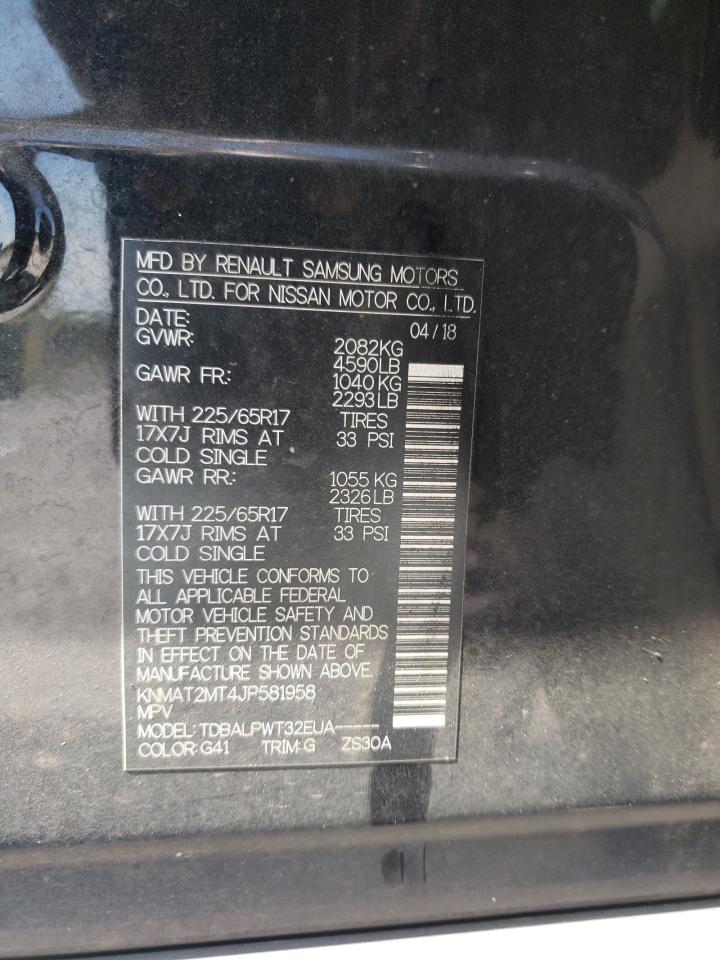 MFD BY RENAULT SAMSUNG MOTORS
CO., LTD. FOR NISSAN MOTOR CO., LTD.
DATE: 04/18
GVWR: 2082KG
4590LB
GAWR FR.: 1040 KG
2293LB
WITH 225/65R17 TIRES
17X7J RIMS AT 33 PSI
COLD SINGLE
GAWR RR.: 1055 KG
2326LB
WITH 225/65R17 TIRES
17X7J RIMS AT 33 PSI
COLD SINGLE
THIS VEHICLE CONFORMS TO
ALL APPLICABLE FEDERAL
MOTOR VEHICLE SAFETY AND
THEFT PREVENTION STANDARDS
IN EFFECT ON THE DATE OF
MANUFACTURE SHOWN ABOVE.
KNMAT2MT4JP581958
MPV
MODEL: TDBALPWT32EUA-----
COLOR: G41 TRIM: G ZS30A